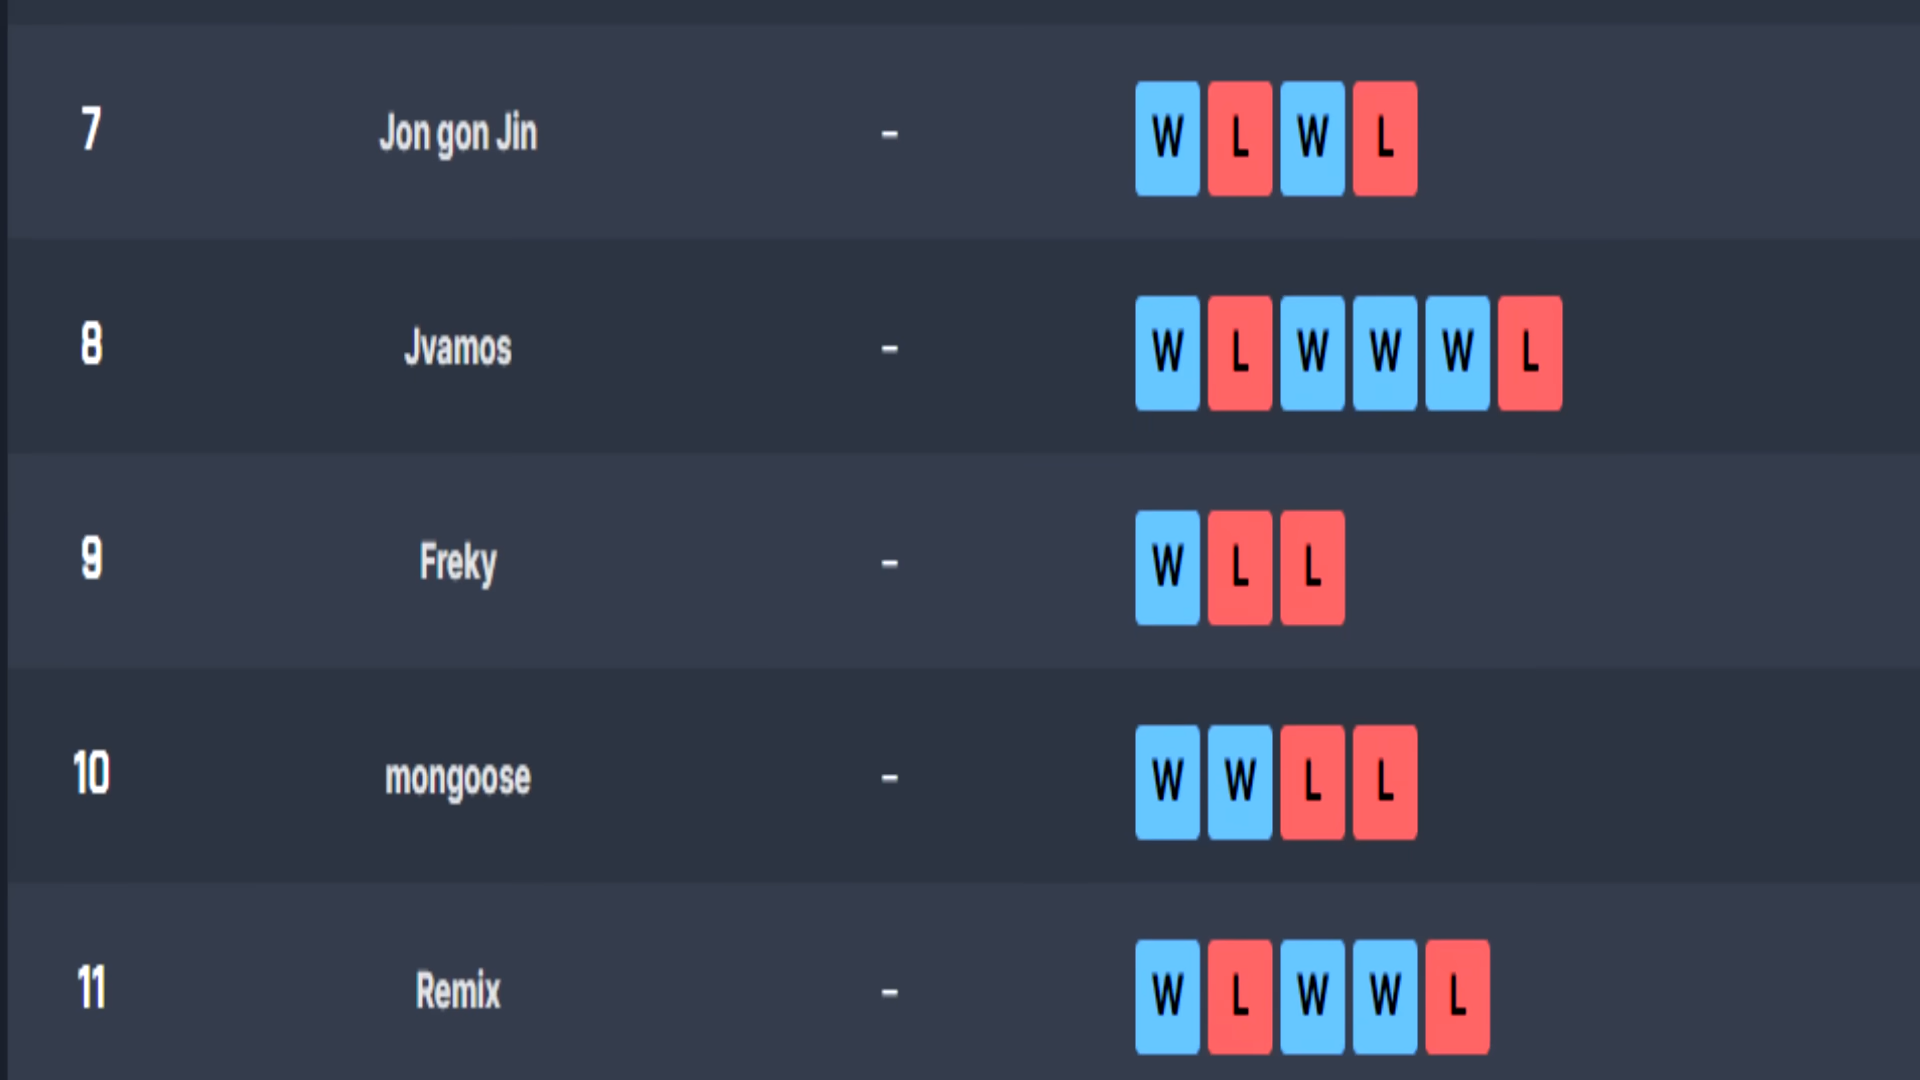 7 Jon gon Jin - W L W L
8 Jvamos - W L W W W L
9 Freky - W L L
10 mongoose - W W L L
11 Remix - W L W W L